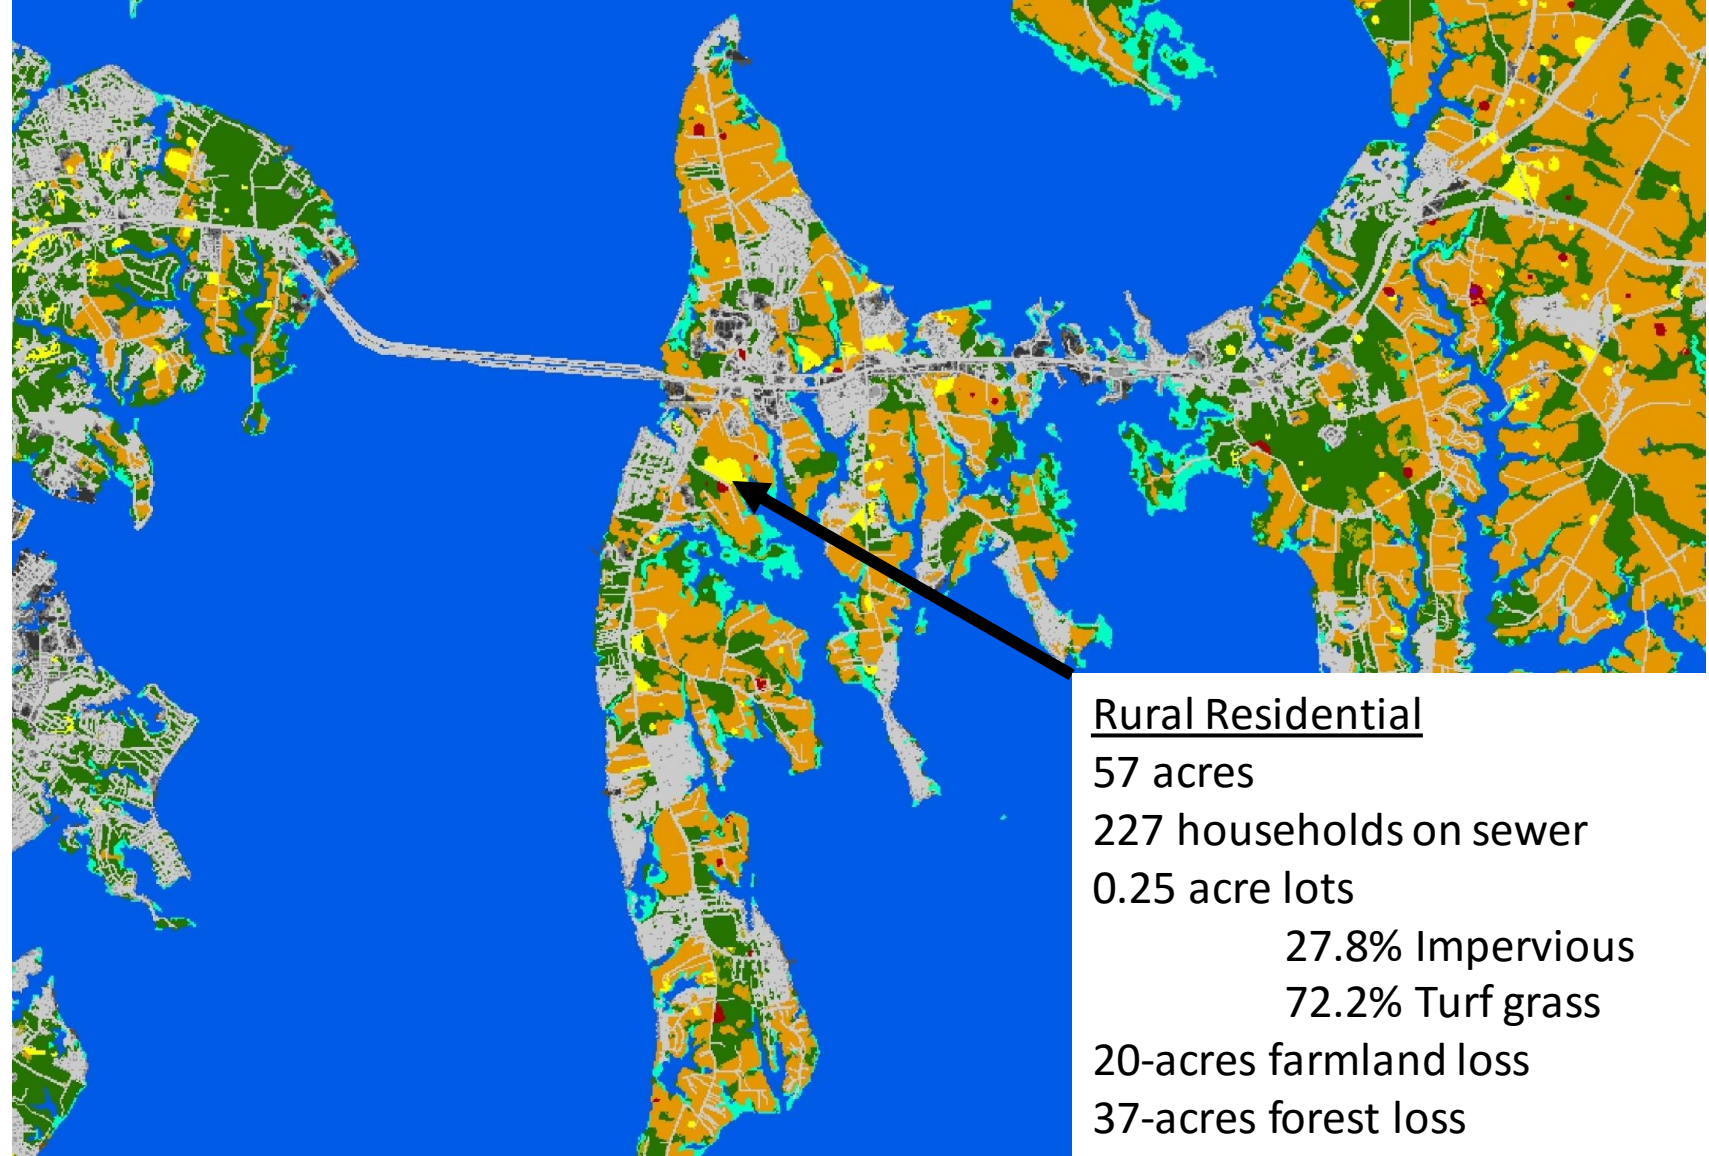 Rural Residential
57 acres
227 households on sewer
0.25 acre lots
27.8% Impervious
72.2% Turf grass
20-acres farmland loss
37-acres forest loss